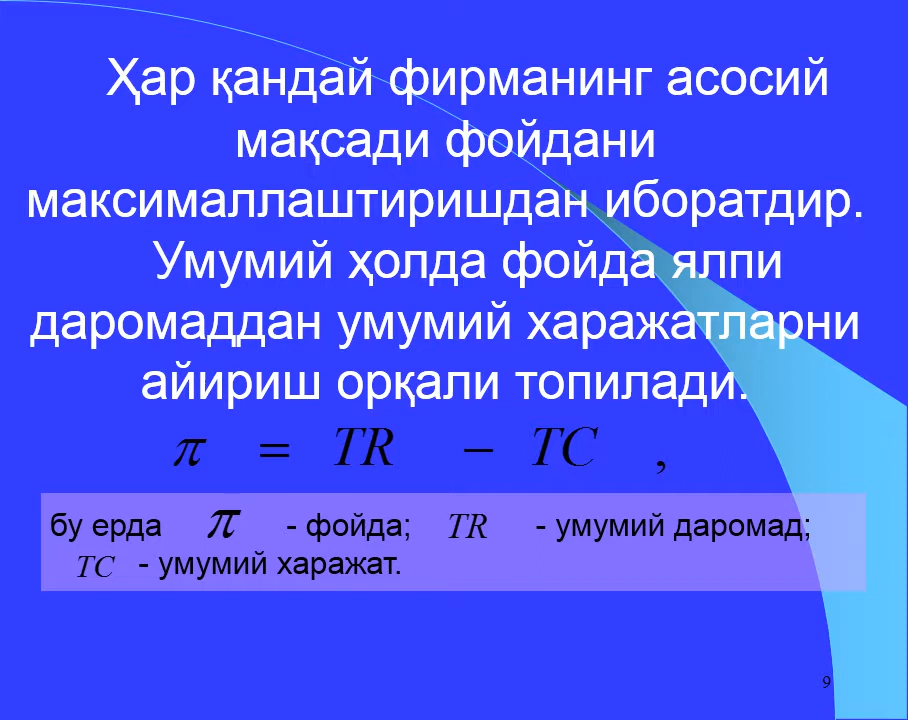 Ҳар қандай фирманинг асосий
мақсади фойдани
максималлаштиришдан иборатдир.
Умумий ҳолда фойда ялпи
даромаддан умумий харажатларни
айириш орқали топилади.
π = TR − TC ,
бу ерда π - фойда; TR - умумий даромад;
TC - умумий харажат.
9